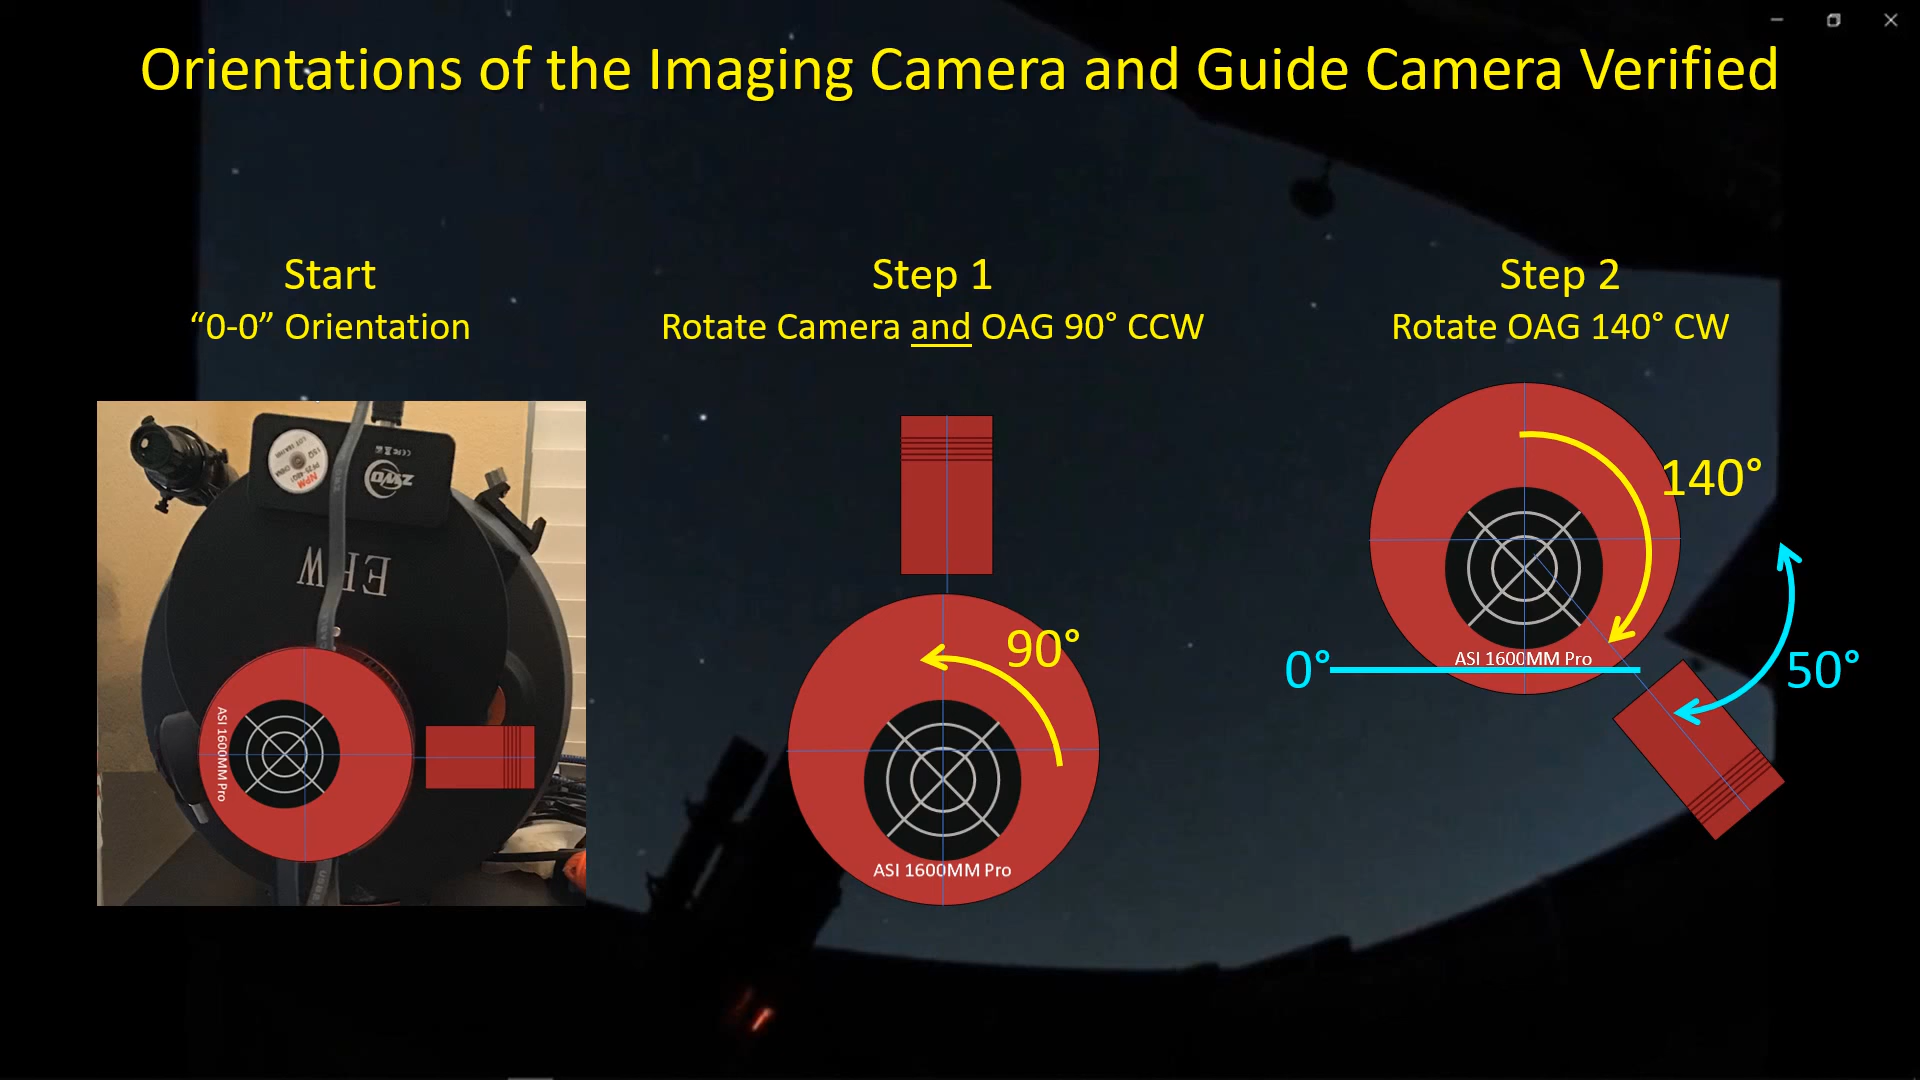 Orientations of the Imaging Camera and Guide Camera Verified
Start
“0-0” Orientation
Step 1
Rotate Camera and OAG 90° CCW
Step 2
Rotate OAG 140° CW
ZWO
EFW
ASI 1600MM Pro
90°
ASI 1600MM Pro
140°
ASI 1600MM Pro
0°
50°